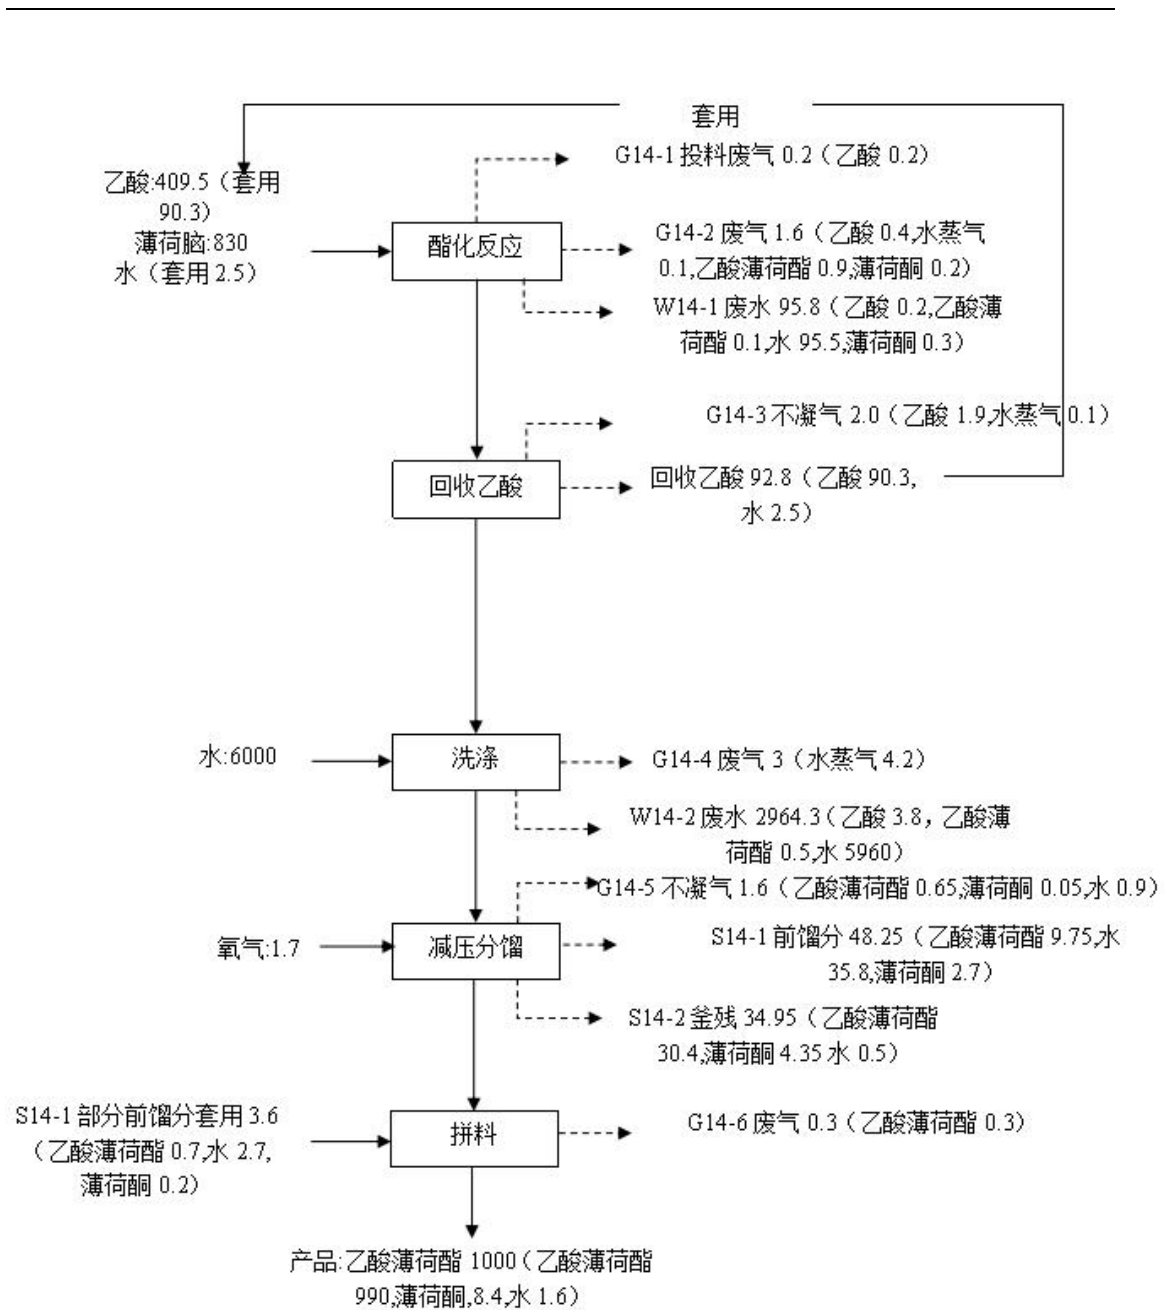 套用
G14-1 投料废气 0.2（乙酸 0.2）
乙酸:409.5（套用
90.3）
薄荷脑:830
水（套用 2.5）
酯化反应
G14-2 废气 1.6（乙酸 0.4,水蒸气
0.1,乙酸薄荷酯 0.9,薄荷酮 0.2）
W14-1 废水 95.8（乙酸 0.2,乙酸薄
荷酯 0.1,水 95.5,薄荷酮 0.3）
G14-3 不凝气 2.0（乙酸 1.9,水蒸气 0.1）
回收乙酸
回收乙酸 92.8（乙酸 90.3,
水 2.5）
水:6000
洗涤
G14-4 废气 3（水蒸气 4.2）
W14-2 废水 2964.3（乙酸 3.8，乙酸薄
荷酯 0.5,水 5960）
G14-5 不凝气 1.6（乙酸薄荷酯 0.65,薄荷酮 0.05,水 0.9）
氧气:1.7
减压分馏
S14-1 前馏分 48.25（乙酸薄荷酯 9.75,水
35.8,薄荷酮 2.7）
S14-2 釜残 34.95（乙酸薄荷酯
30.4,薄荷酮 4.35 水 0.5）
S14-1 部分前馏分套用 3.6
（乙酸薄荷酯 0.7,水 2.7,
薄荷酮 0.2）
拼料
G14-6 废气 0.3（乙酸薄荷酯 0.3）
产品:乙酸薄荷酯 1000（乙酸薄荷酯
990,薄荷酮,8.4,水 1.6）